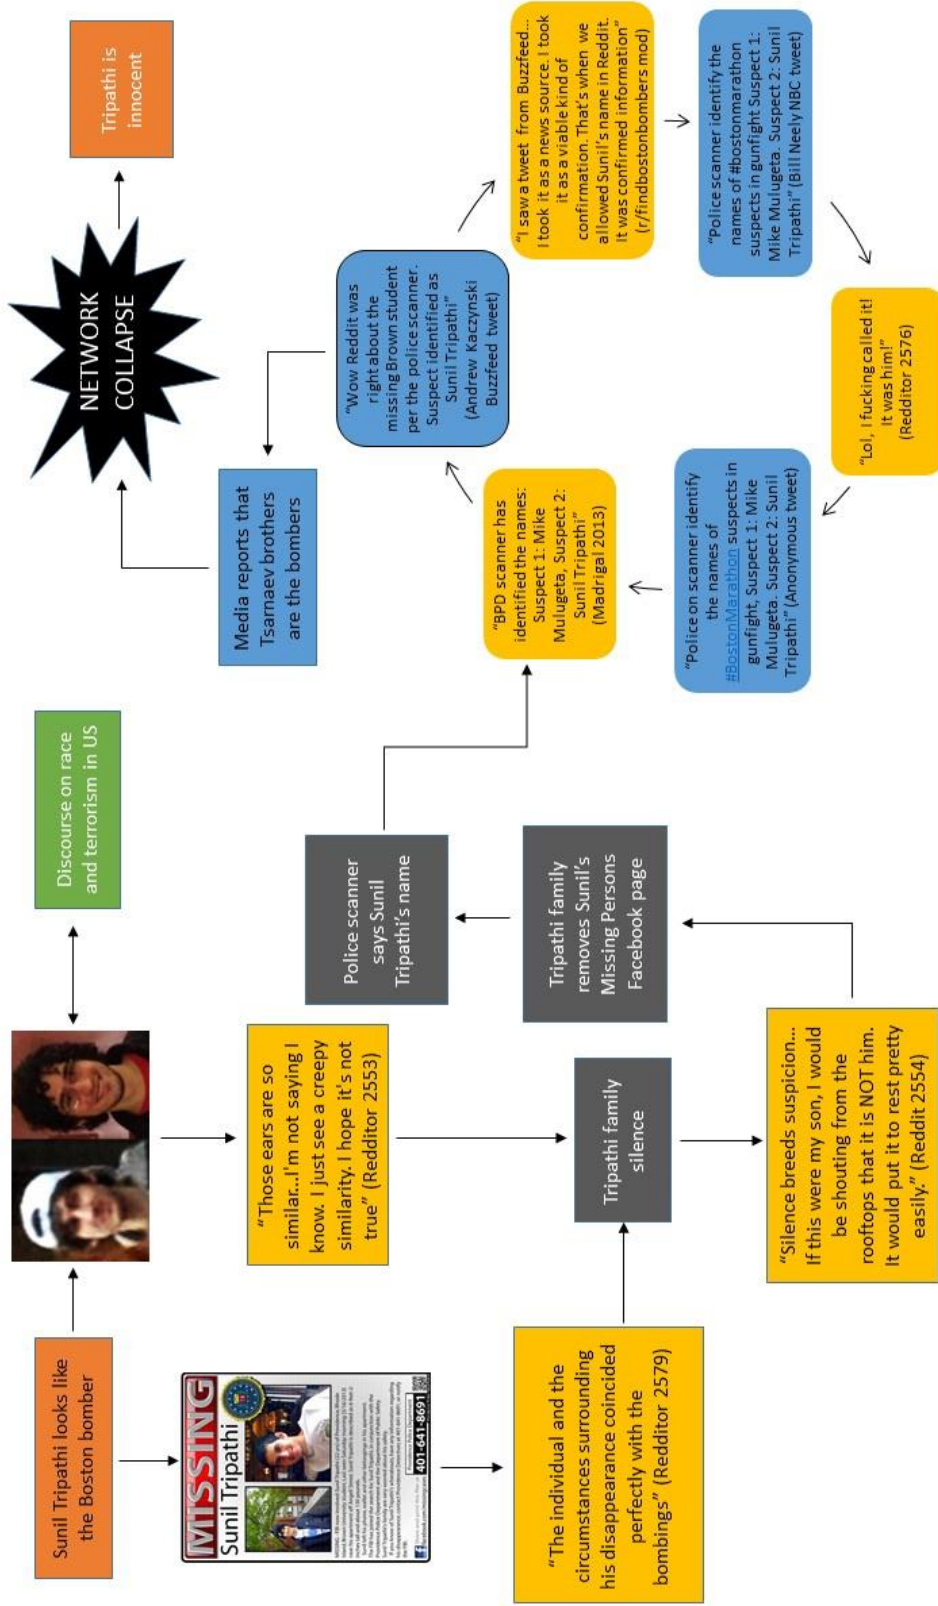 Sunil Tripathi looks like
the Boston bomber
Discourse on race
and terrorism in US
MISSING
Sunil Tripathi
401-641-8691
"Those ears are so
similar...I'm not saying I
know. I just see a creepy
similarity. I hope it's not
true" (Redditor 2553)
"The individual and the
circumstances surrounding
his disappearance coincided
perfectly with the
bombings" (Redditor 2579)
Tripathi family
silence
"Silence breeds suspicion...
If this were my son, I would
be shouting from the
rooftops that it is NOT him.
It would put it to rest pretty
easily." (Reddit 2554)
Tripathi family
removes Sunil's
Missing Persons
Facebook page
Police scanner
says Sunil
Tripathi's name
"BPD scanner has
identified the names:
Suspect 1: Mike
Mulugeta, Suspect 2:
Sunil Tripathi"
(Madrigal 2013)
"Wow Reddit was
right about the
missing Brown student
per the police scanner.
Suspect identified as
Sunil Tripathi"
(Andrew Kaczynski
Buzzfeed tweet)
"I saw a tweet from Buzzfeed...
I took it as a news source. I took
it as a viable kind of
confirmation. That's when we
allowed Sunil's name in Reddit.
It was confirmed information"
(r/findbostonbombers mod)
"Police scanner identify the
names of #bostonmarathon
suspects in gunfight Suspect 1:
Mike Mulugeta. Suspect 2: Sunil
Tripathi" (Bill Neely NBC tweet)
"Lol, I fucking called it!
It was him!"
(Redditor 2576)
"Police on scanner identify
the names of
#BostonMarathon suspects in
gunfight, Suspect 1: Mike
Mulugeta. Suspect 2: Sunil
Tripathi" (Anonymous tweet)
Media reports that
Tsarnaev brothers
are the bombers
NETWORK
COLLAPSE
Tripathi is
innocent